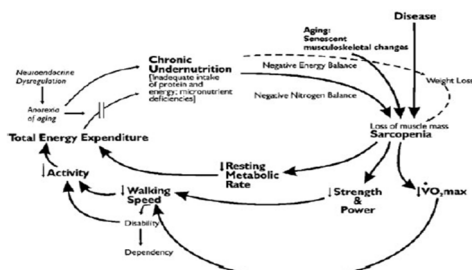 Disease
Aging:
Senescent
musculoskeletal changes
Chronic
Undernutrition
[Inadequate intake
of protein and
energy; micronutrient
deficiencies]
Negative Energy Balance
Weight Loss
Negative Nitrogen Balance
Neuroendocrine
Dysregulation
Anorexia
of aging
Total Energy Expenditure
Loss of muscle mass
Sarcopenia
↓Resting
Metabolic
Rate
↓Activity
↓Walking
Speed
↓Strength
& Power
↓V̇O₂max
Disability
Dependency